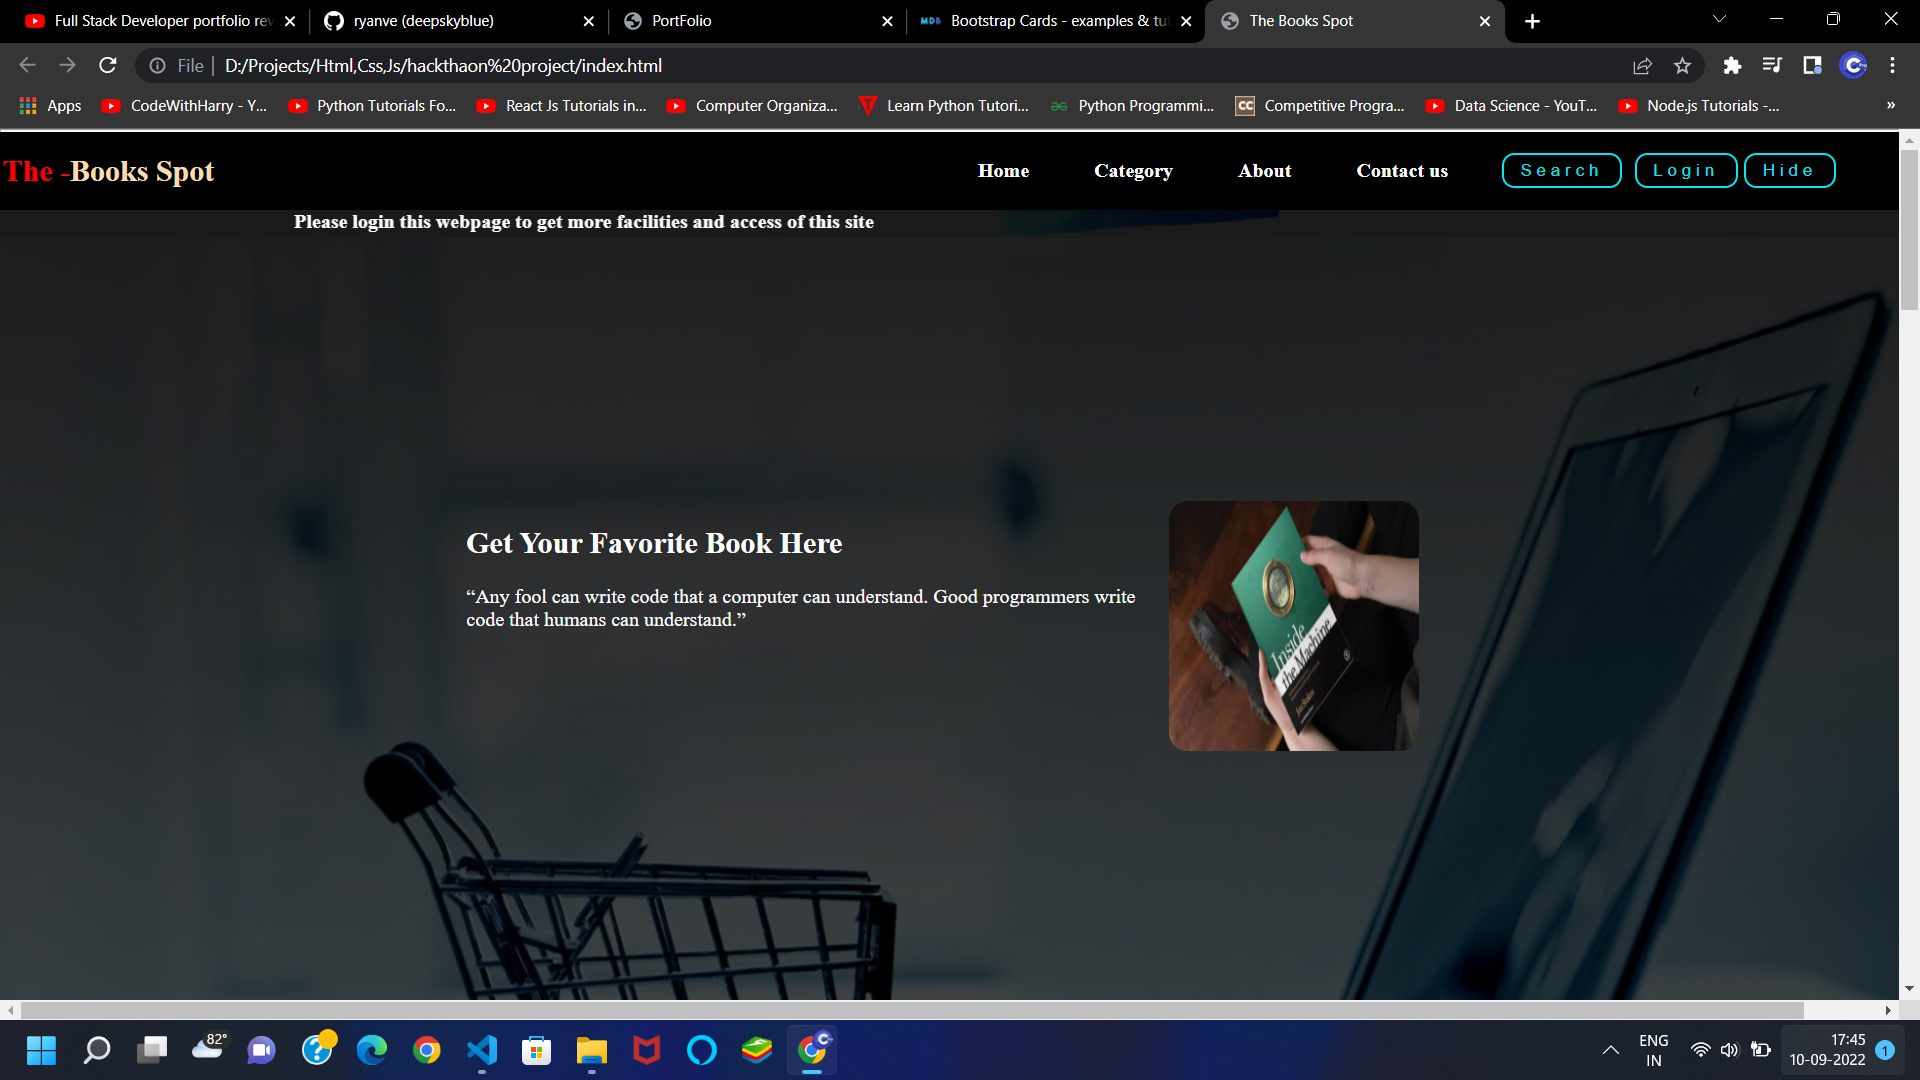 Full Stack Developer portfolio rev
ryanve (deepskyblue)
PortFolio
MDB Bootstrap Cards - examples & tut
The Books Spot
File | D:/Projects/Html,Css,Js/hackthaon%20project/index.html
Apps CodeWithHarry - Y... Python Tutorials Fo... React Js Tutorials in... Computer Organiza... Learn Python Tutori... Python Programmi... CC Competitive Progra... Data Science - YouT... Node.js Tutorials -... »
The -Books Spot Home Category About Contact us Search Login Hide
Please login this webpage to get more facilities and access of this site
Get Your Favorite Book Here
“Any fool can write code that a computer can understand. Good programmers write
code that humans can understand.”
Inside
the Machine
Jon Stokes
82°
ENG
IN
17:45
10-09-2022
1